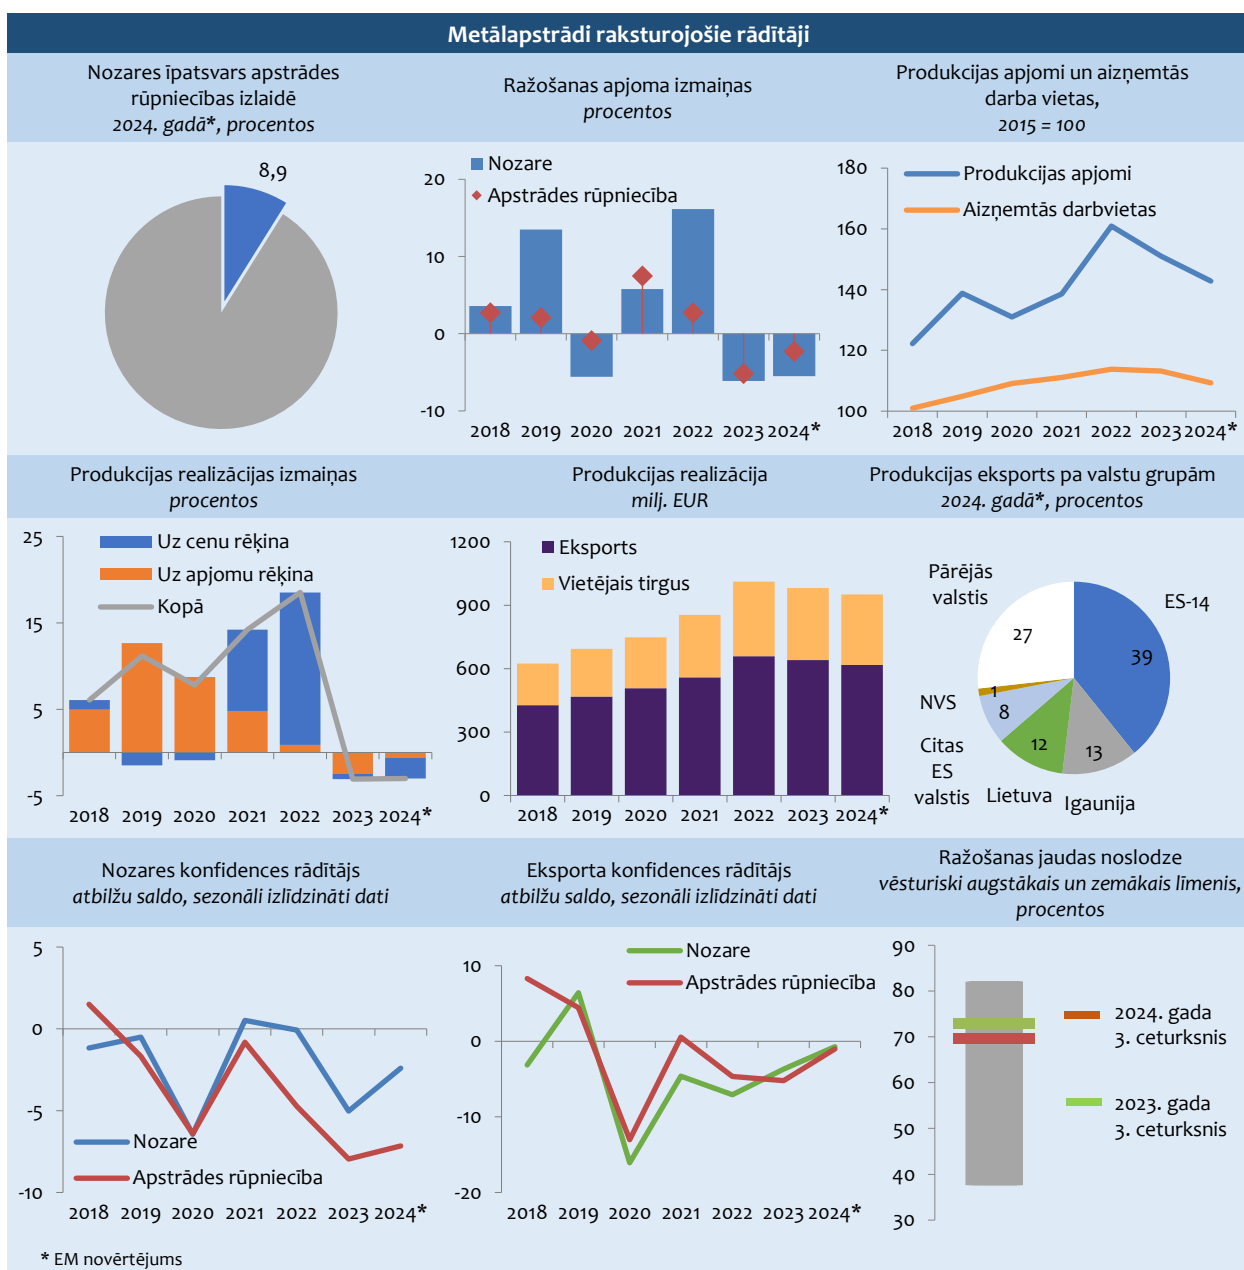 Metālapstrādi raksturojošie rādītāji
Nozares īpatsvars apstrādes
rūpniecības izlaidē
2024. gadā*, procentos
8,9
Ražošanas apjoma izmaiņas
procentos
Nozare
Apstrādes rūpniecība
20
10
0
-10
2018 2019 2020 2021 2022 2023 2024*
Produkcijas apjomi un aizņemtās
darba vietas,
2015 = 100
Produkcijas apjomi
Aizņemtās darbvietas
180
160
140
120
100
2018 2019 2020 2021 2022 2023 2024*
Produkcijas realizācijas izmaiņas
procentos
Uz cenu rēķina
Uz apjomu rēķina
Kopā
25
15
5
-5
2018 2019 2020 2021 2022 2023 2024*
Produkcijas realizācija
milj. EUR
Eksports
Vietējais tirgus
1200
900
600
300
0
2018 2019 2020 2021 2022 2023 2024*
Produkcijas eksports pa valstu grupām
2024. gadā*, procentos
Pārējās
valstis
27
ES-14
39
NVS
1
8
Citas
ES
valstis
12
Lietuva
13
Igaunija
Nozares konfidences rādītājs
atbilžu saldo, sezonāli izlīdzināti dati
5
0
-5
-10
Nozare
Apstrādes rūpniecība
2018 2019 2020 2021 2022 2023 2024*
Eksporta konfidences rādītājs
atbilžu saldo, sezonāli izlīdzināti dati
Nozare
Apstrādes rūpniecība
10
0
-10
-20
2018 2019 2020 2021 2022 2023 2024*
Ražošanas jaudas noslodze
vēsturiski augstākais un zemākais līmenis,
procentos
90
80
70
60
50
40
30
2024. gada
3. ceturksnis
2023. gada
3. ceturksnis
* EM novērtējums